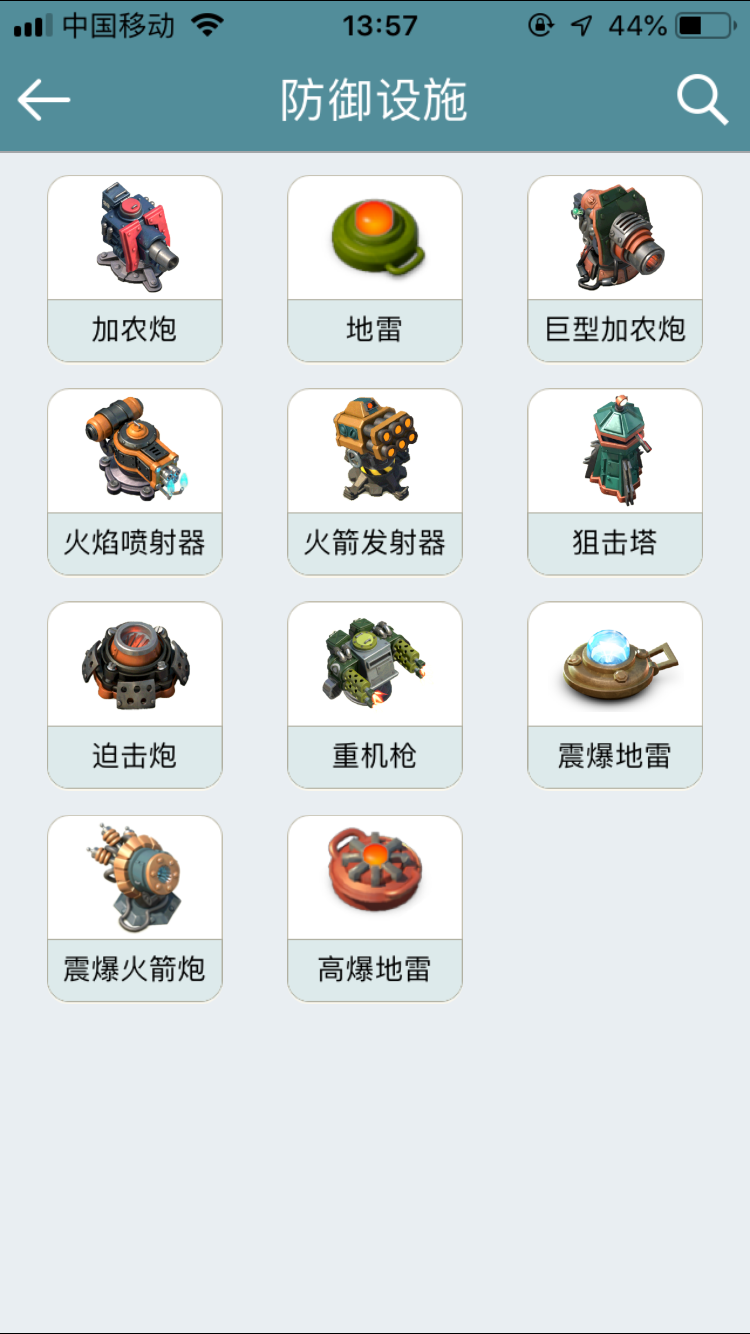 中国移动 13:57 44%
防御设施
加农炮 地雷 巨型加农炮
火焰喷射器 火箭发射器 狙击塔
迫击炮 重机枪 震爆地雷
震爆火箭炮 高爆地雷